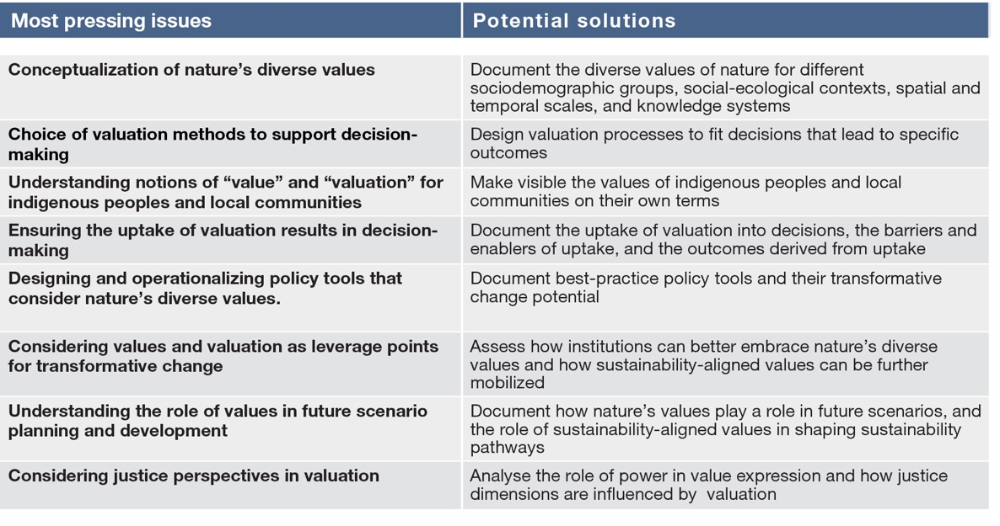 Most pressing issues
Potential solutions
Conceptualization of nature’s diverse values
Document the diverse values of nature for different
sociodemographic groups, social-ecological contexts, spatial and
temporal scales, and knowledge systems
Choice of valuation methods to support decision-
making
Design valuation processes to fit decisions that lead to specific
outcomes
Understanding notions of “value” and “valuation” for
indigenous peoples and local communities
Make visible the values of indigenous peoples and local
communities on their own terms
Ensuring the uptake of valuation results in decision-
making
Document the uptake of valuation into decisions, the barriers and
enablers of uptake, and the outcomes derived from uptake
Designing and operationalizing policy tools that
consider nature’s diverse values.
Document best-practice policy tools and their transformative
change potential
Considering values and valuation as leverage points
for transformative change
Assess how institutions can better embrace nature’s diverse
values and how sustainability-aligned values can be further
mobilized
Understanding the role of values in future scenario
planning and development
Document how nature’s values play a role in future scenarios, and
the role of sustainability-aligned values in shaping sustainability
pathways
Considering justice perspectives in valuation
Analyse the role of power in value expression and how justice
dimensions are influenced by  valuation